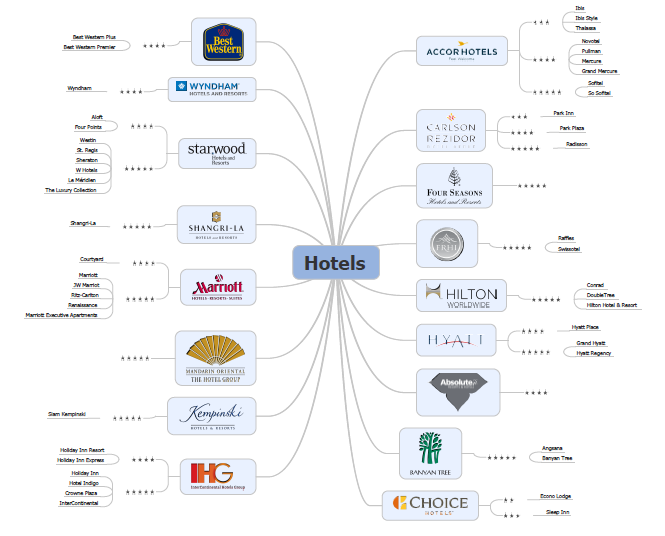 Hotels
Best Western Plus
Best Western Premier
Best
Western
Wyndham
WYNDHAM
HOTELS AND RESORTS
Aloft
Four Points
Westin
St. Regis
Sheraton
W Hotels
Le Méridien
The Luxury Collection
starwood
Hotels and
Resorts
Shangri-La
SHANGRI-LA
HOTELS and RESORTS
Courtyard
Marriott
JW Marriot
Ritz-Carlton
Renaissance
Marriott Executive Apartments
Marriott
HOTELS · RESORTS · SUITES
MANDARIN ORIENTAL
THE HOTEL GROUP
Siam Kempinski
Kempinski
HOTELS & RESORTS
Holiday Inn Resort
Holiday Inn Express
Holiday Inn
Hotel Indigo
Crowne Plaza
InterContinental
IHG
InterContinental Hotels Group
ACCOR HOTELS
Feel Welcome
Ibis
Ibis Style
Thalassa
Novotel
Pullman
Mercure
Grand Mercure
Sofitel
So Sofitel
CARLSON
REZIDOR
Park Inn
Park Plaza
Radisson
FOUR SEASONS
Hotels and Resorts
FRHI
Raffles
Swissotel
HILTON
WORLDWIDE
Conrad
DoubleTree
Hilton Hotel & Resort
HYATT
Hyatt Place
Grand Hyatt
Hyatt Regency
Absolute
BANYAN TREE
Angsana
Banyan Tree
CHOICE
HOTELS
Econo Lodge
Sleep Inn